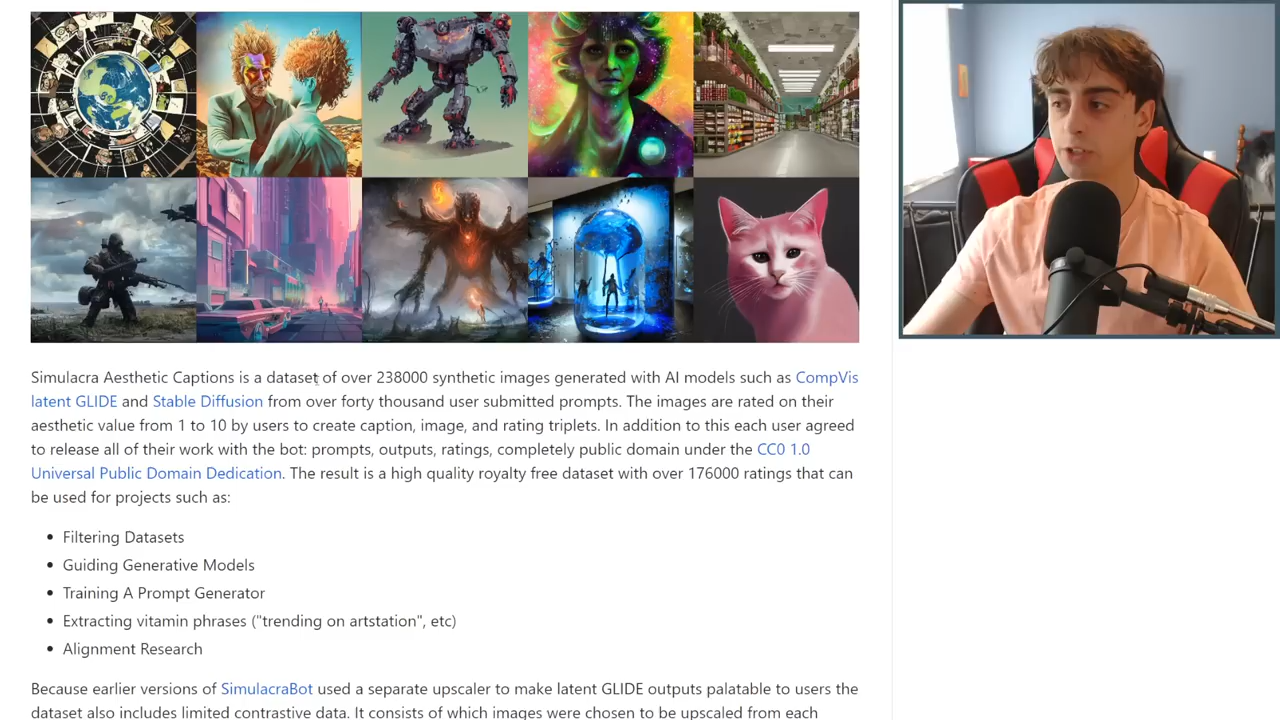 Simulacra Aesthetic Captions is a dataset of over 238000 synthetic images generated with AI models such as CompVis
latent GLIDE and Stable Diffusion from over forty thousand user submitted prompts. The images are rated on their
aesthetic value from 1 to 10 by users to create caption, image, and rating triplets. In addition to this each user agreed
to release all of their work with the bot: prompts, outputs, ratings, completely public domain under the CC0 1.0
Universal Public Domain Dedication. The result is a high quality royalty free dataset with over 176000 ratings that can
be used for projects such as:
• Filtering Datasets
• Guiding Generative Models
• Training A Prompt Generator
• Extracting vitamin phrases ("trending on artstation", etc)
• Alignment Research
Because earlier versions of SimulacraBot used a separate upscaler to make latent GLIDE outputs palatable to users the
dataset also includes limited contrastive data. It consists of which images were chosen to be upscaled from each